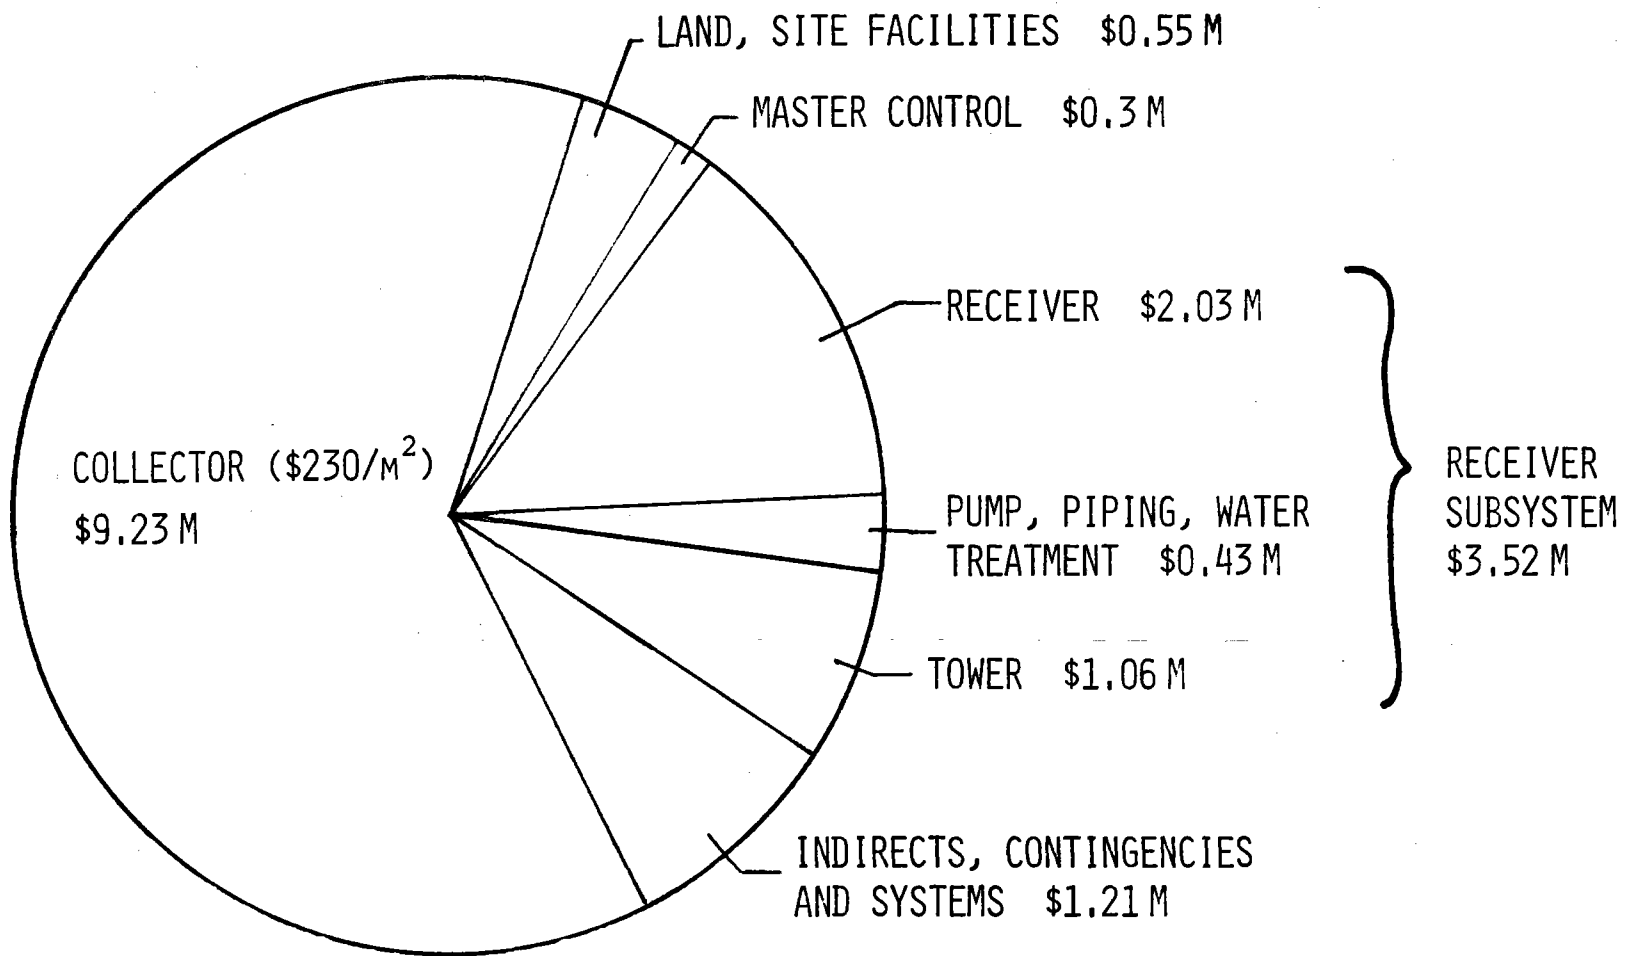 LAND, SITE FACILITIES $0.55 M
MASTER CONTROL $0.3 M
RECEIVER $2.03 M
COLLECTOR ($230/M²)
$9.23 M
PUMP, PIPING, WATER
TREATMENT $0.43 M
RECEIVER
SUBSYSTEM
$3.52 M
TOWER $1.06 M
INDIRECTS, CONTINGENCIES
AND SYSTEMS $1.21 M